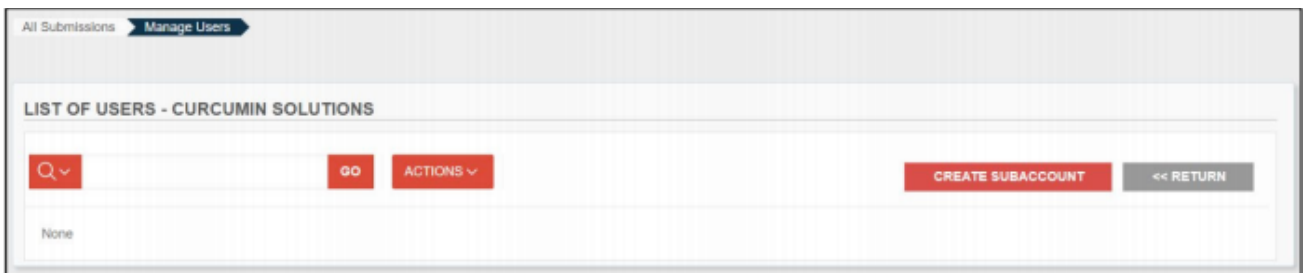 All Submissions Manage Users
LIST OF USERS - CURCUMIN SOLUTIONS
GO ACTIONS CREATE SUBACCOUNT << RETURN
None